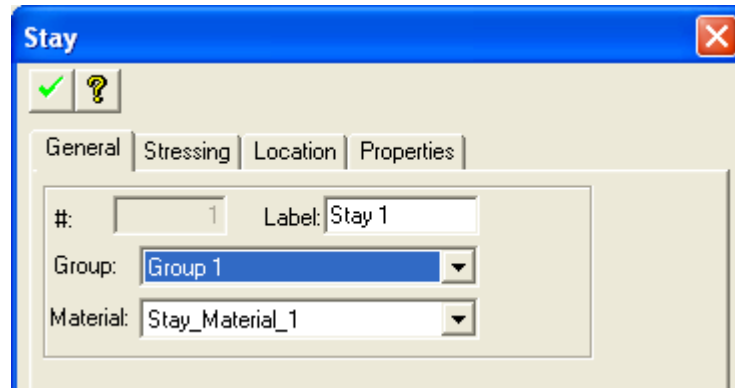 Stay
General Stressing Location Properties
#: 1 Label: Stay 1
Group: Group 1
Material: Stay_Material_1